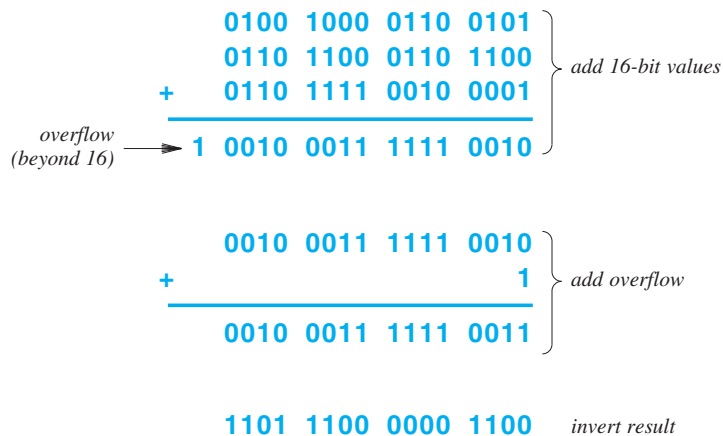 0100 1000 0110 0101
0110 1100 0110 1100
+ 0110 1111 0010 0001
add 16-bit values
overflow
(beyond 16)
1 0010 0011 1111 0010
0010 0011 1111 0010
+ 1
add overflow
0010 0011 1111 0011
1101 1100 0000 1100 invert result